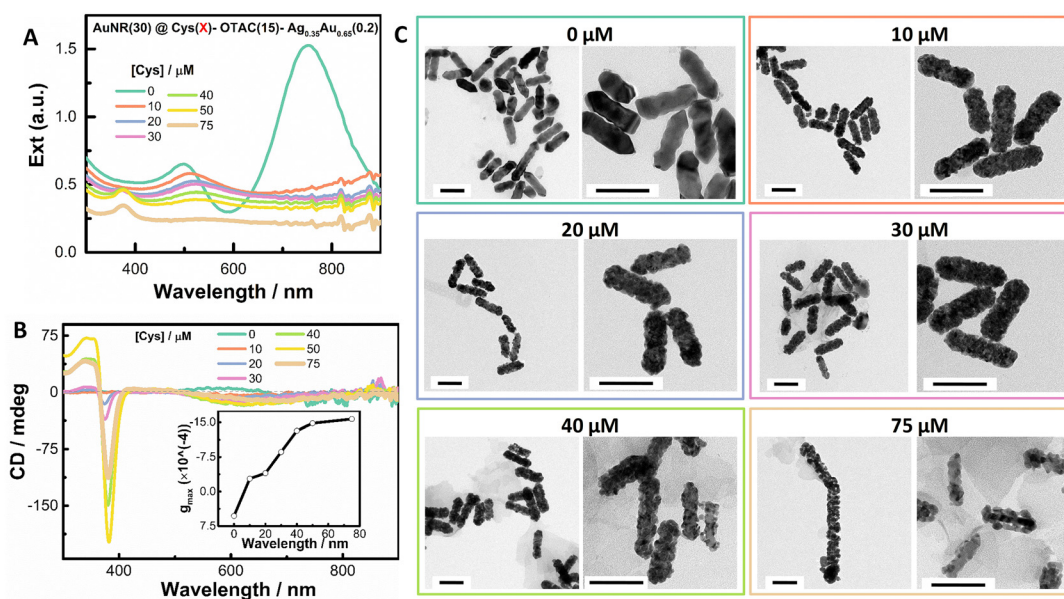 A
AuNR(30) @ Cys(X)- OTAC(15)- Ag0.35Au0.65(0.2)
[Cys] / μM
0
10
20
30
40
50
75
Ext (a.u.)
1.5
1.0
0.5
0.0
400
600
800
Wavelength / nm
B
[Cys] / μM
0
10
20
30
40
50
75
CD / mdeg
75
0
-75
-150
400
600
800
Wavelength / nm
gmax (×10^(-4))
-15.0
-7.5
0.0
7.5
0
20
40
60
80
Wavelength / nm
C
0 μM
10 μM
20 μM
30 μM
40 μM
75 μM